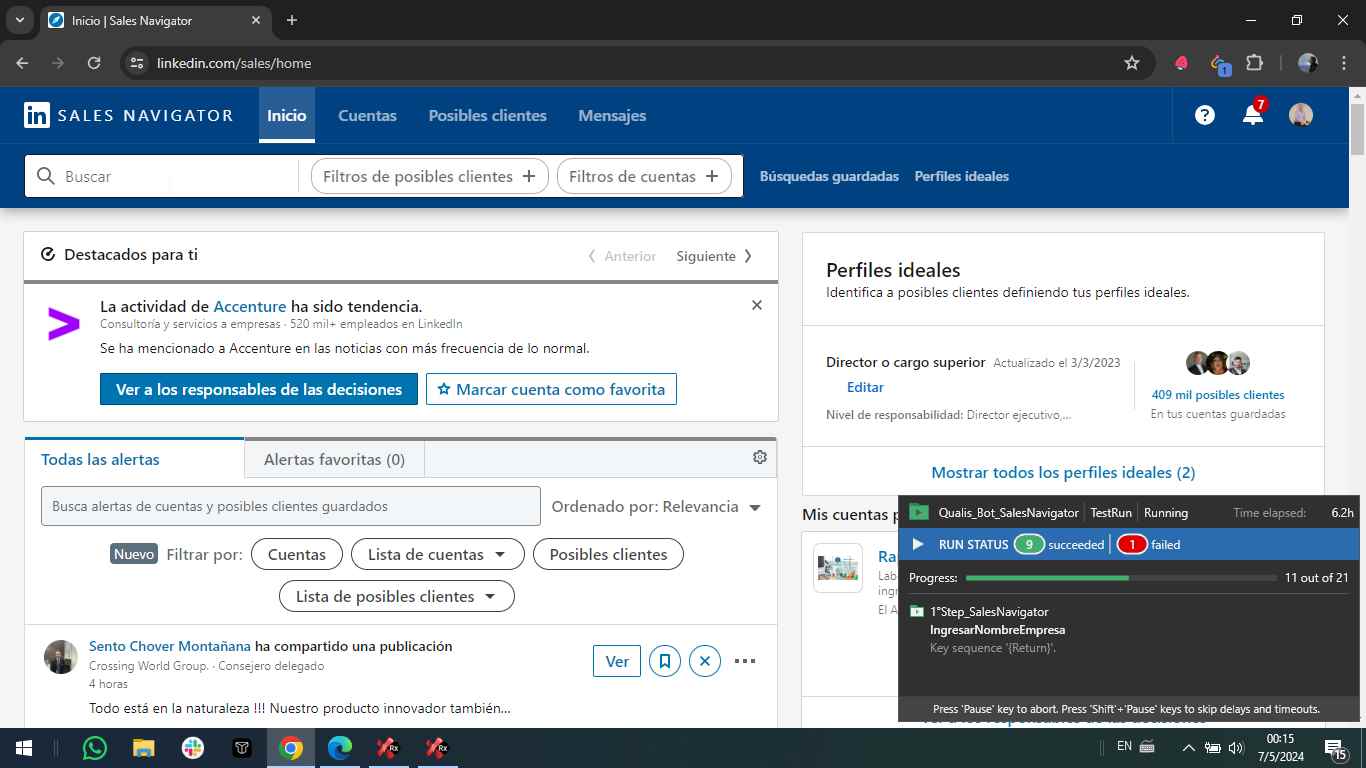 Inicio | Sales Navigator
linkedin.com/sales/home
1
in SALES NAVIGATOR
Inicio
Cuentas
Posibles clientes
Mensajes
7
Buscar
Filtros de posibles clientes +
Filtros de cuentas +
Búsquedas guardadas
Perfiles ideales
Destacados para ti
Anterior
Siguiente
La actividad de Accenture ha sido tendencia.
Consultoría y servicios a empresas · 520 mil+ empleados en LinkedIn
Se ha mencionado a Accenture en las noticias con más frecuencia de lo normal.
Ver a los responsables de las decisiones
Marcar cuenta como favorita
Todas las alertas
Alertas favoritas (0)
Busca alertas de cuentas y posibles clientes guardados
Ordenado por: Relevancia
Nuevo Filtrar por:
Cuentas
Lista de cuentas
Posibles clientes
Lista de posibles clientes
Sento Chover Montañana ha compartido una publicación
Crossing World Group. · Consejero delegado
4 horas
Ver
Todo está en la naturaleza !!! Nuestro producto innovador también...
Perfiles ideales
Identifica a posibles clientes definiendo tus perfiles ideales.
Director o cargo superior Actualizado el 3/3/2023
Editar
Nivel de responsabilidad: Director ejecutivo,...
409 mil posibles clientes
En tus cuentas guardadas
Mostrar todos los perfiles ideales (2)
Mis cuentas p
Ra
Lab
ingr
El A
Qualis_Bot_SalesNavigator
TestRun
Running
Time elapsed: 6.2h
RUN STATUS 9 succeeded 1 failed
Progress: 11 out of 21
1°Step_SalesNavigator
IngresarNombreEmpresa
Key sequence '{Return}'.
Press 'Pause' key to abort. Press 'Shift'+'Pause' keys to skip delays and timeouts.
Rx
Rx
EN
00:15
7/5/2024
15